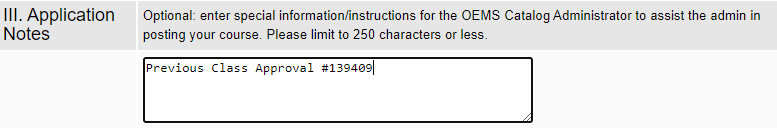 III. Application Notes
Optional: enter special information/instructions for the OEMS Catalog Administrator to assist the admin in
posting your course. Please limit to 250 characters or less.
Previous Class Approval #139409